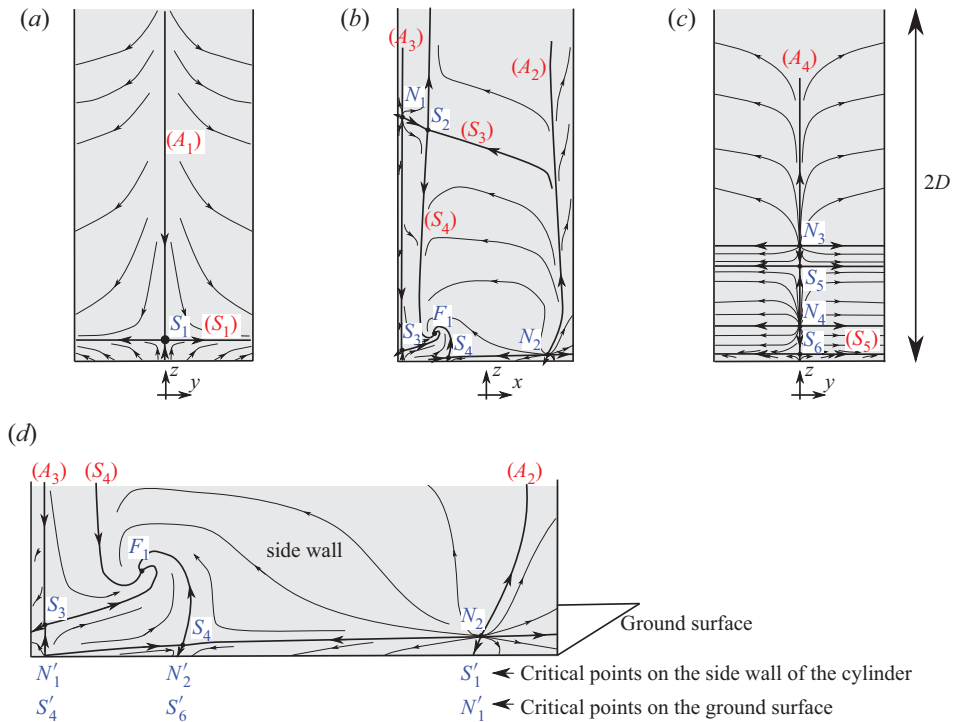 (a)
(b)
(c)
(A₃)
(A₂)
(A₄)
N₁
S₂
(S₃)
(A₁)
2D
(S₄)
N₃
S₅
S₁
(S₁)
F₁
S₃
S₄
N₂
N₄
S₆
(S₅)
z
y
z
x
z
y
(d)
(A₃)
(S₄)
(A₂)
F₁
side wall
S₃
S₄
N₂
Ground surface
N′₁
N′₂
S′₁
Critical points on the side wall of the cylinder
S′₄
S′₆
N′₁
Critical points on the ground surface